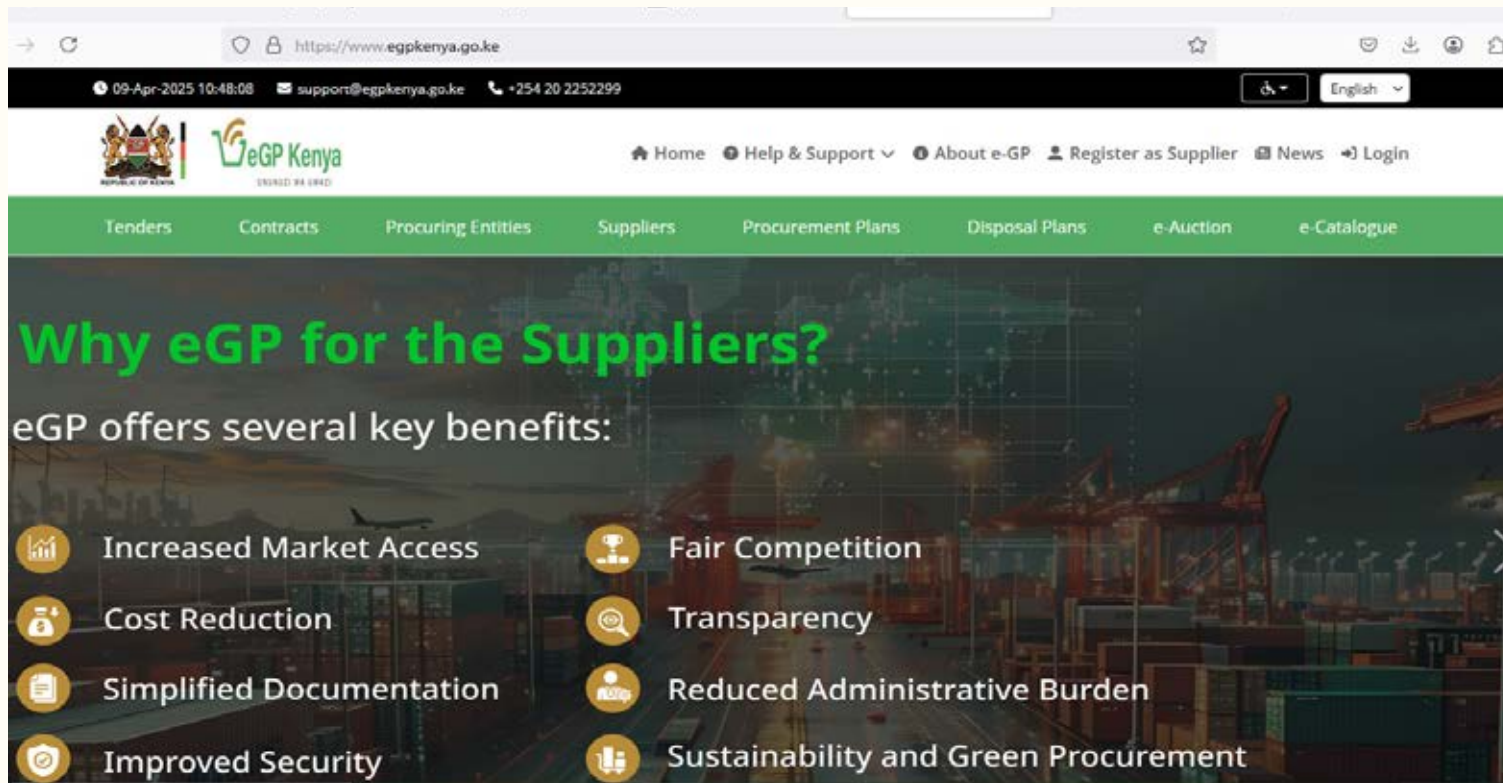 https://www.egpkenya.go.ke
09-Apr-2025 10:48:08 support@egpkenya.go.ke +254 20 2252299 English
REPUBLIC OF KENYA
eGP Kenya
Home Help & Support About e-GP Register as Supplier News Login
Tenders Contracts Procuring Entities Suppliers Procurement Plans Disposal Plans e-Auction e-Catalogue
Why eGP for the Suppliers?
eGP offers several key benefits:
Increased Market Access Fair Competition
Cost Reduction Transparency
Simplified Documentation Reduced Administrative Burden
Improved Security Sustainability and Green Procurement